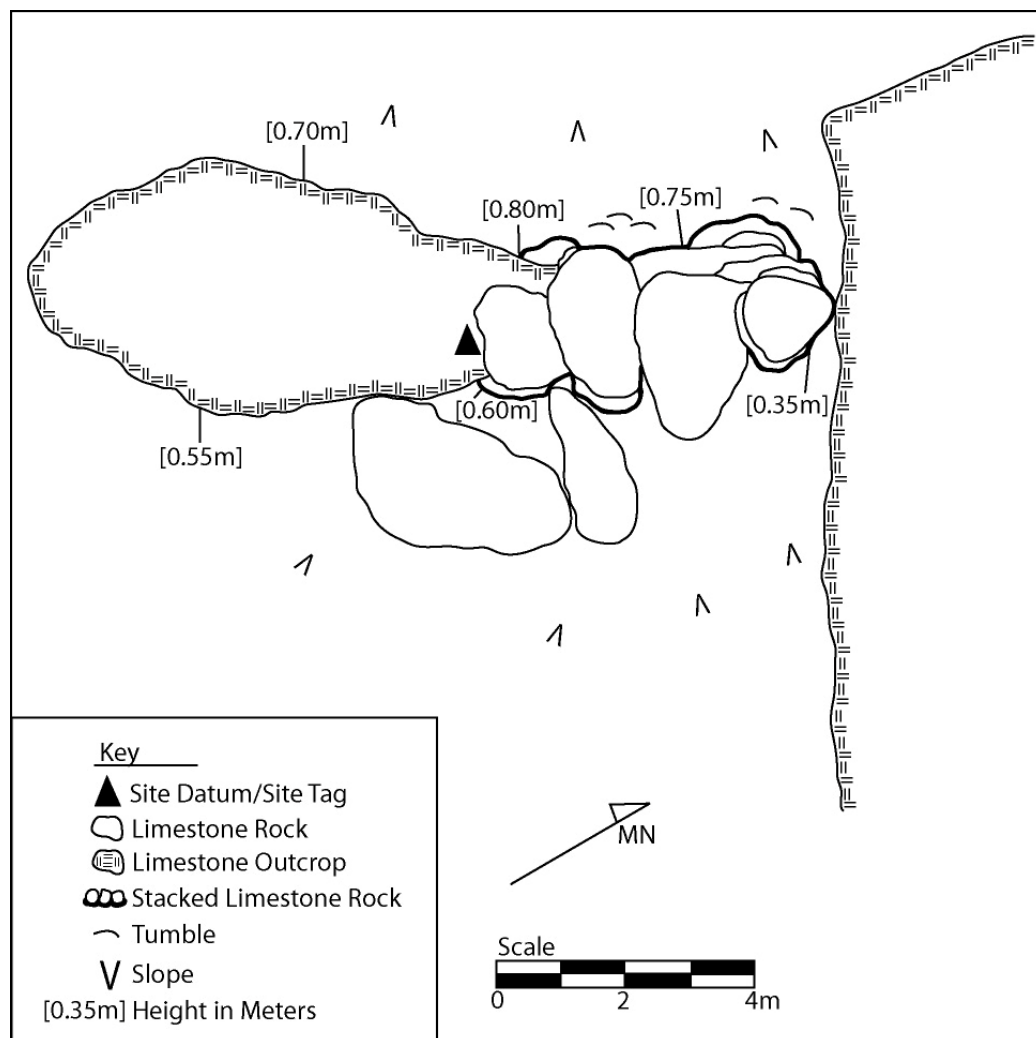 [0.70m]
[0.80m]
[0.75m]
[0.60m]
[0.35m]
[0.55m]
Key
Site Datum/Site Tag
Limestone Rock
Limestone Outcrop
Stacked Limestone Rock
Tumble
Slope
[0.35m] Height in Meters
MN
Scale
0 2 4m